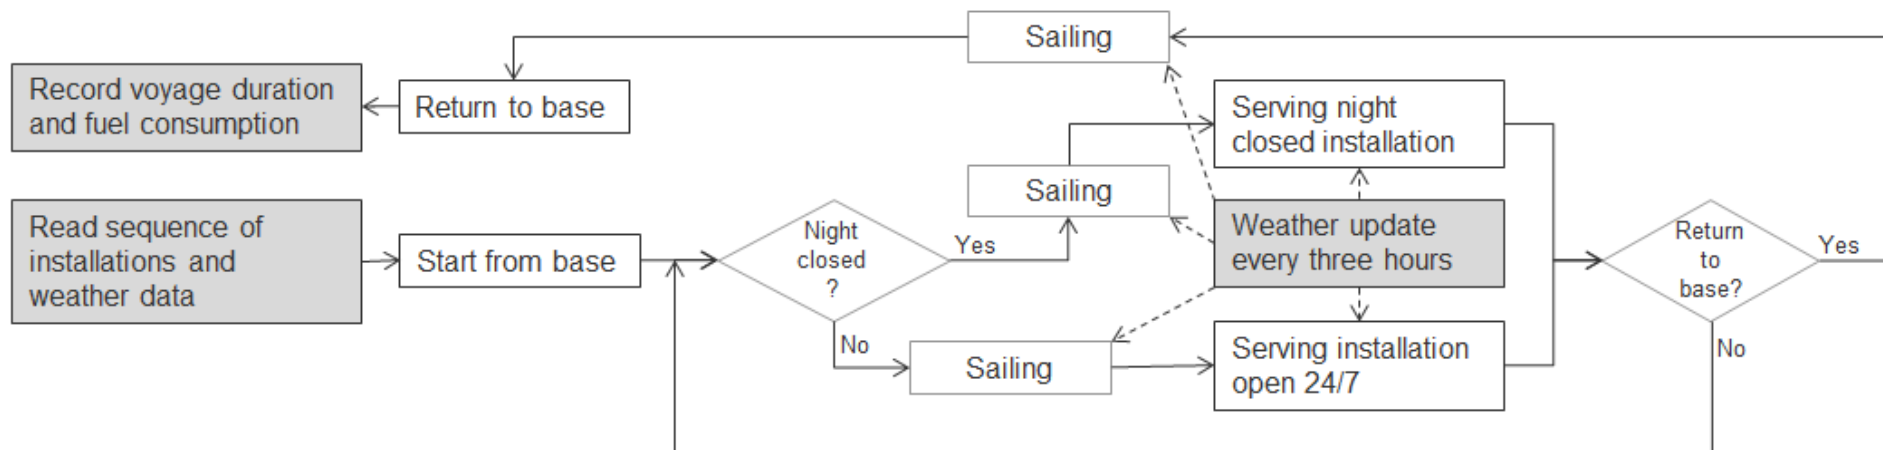 Sailing
Record voyage duration
and fuel consumption
Return to base
Serving night
closed installation
Sailing
Read sequence of
installations and
weather data
Start from base
Night
closed
?
Yes
Weather update
every three hours
Return
to
base?
Yes
No
Sailing
Serving installation
open 24/7
No